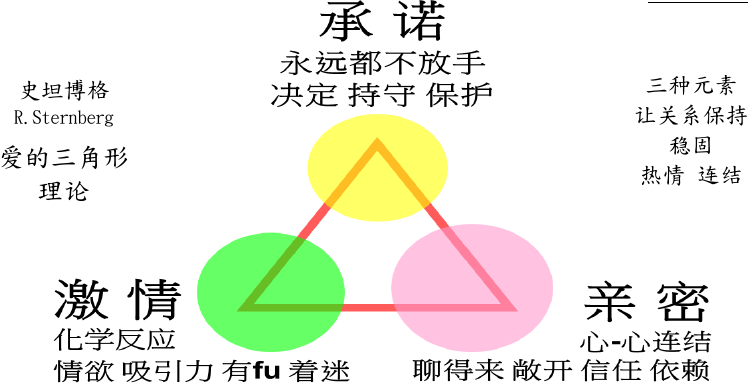 承诺
永远都不放手
决定 持守 保护
史坦博格
R.Sternberg
爱的三角形
理论
三种元素
让关系保持
稳固
热情 连结
激情
化学反应
情欲 吸引力 有fu 着迷
亲密
心-心连结
聊得来 敞开 信任 依赖